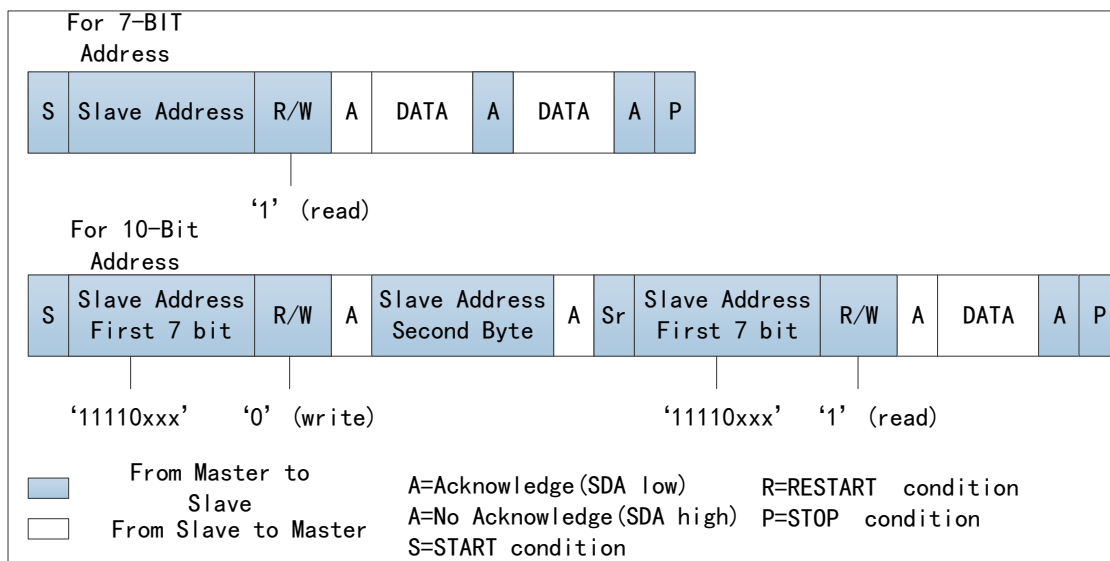 For 7-BIT
Address
S Slave Address R/W A DATA A DATA A P
‘1’ (read)
For 10-Bit
Address
S Slave Address First 7 bit R/W A Slave Address Second Byte A Sr Slave Address First 7 bit R/W A DATA A P
‘11110xxx’ ‘0’ (write) ‘11110xxx’ ‘1’ (read)
From Master to
Slave
From Slave to Master
A=Acknowledge(SDA low)
A=No Acknowledge(SDA high)
S=START condition
R=RESTART condition
P=STOP condition